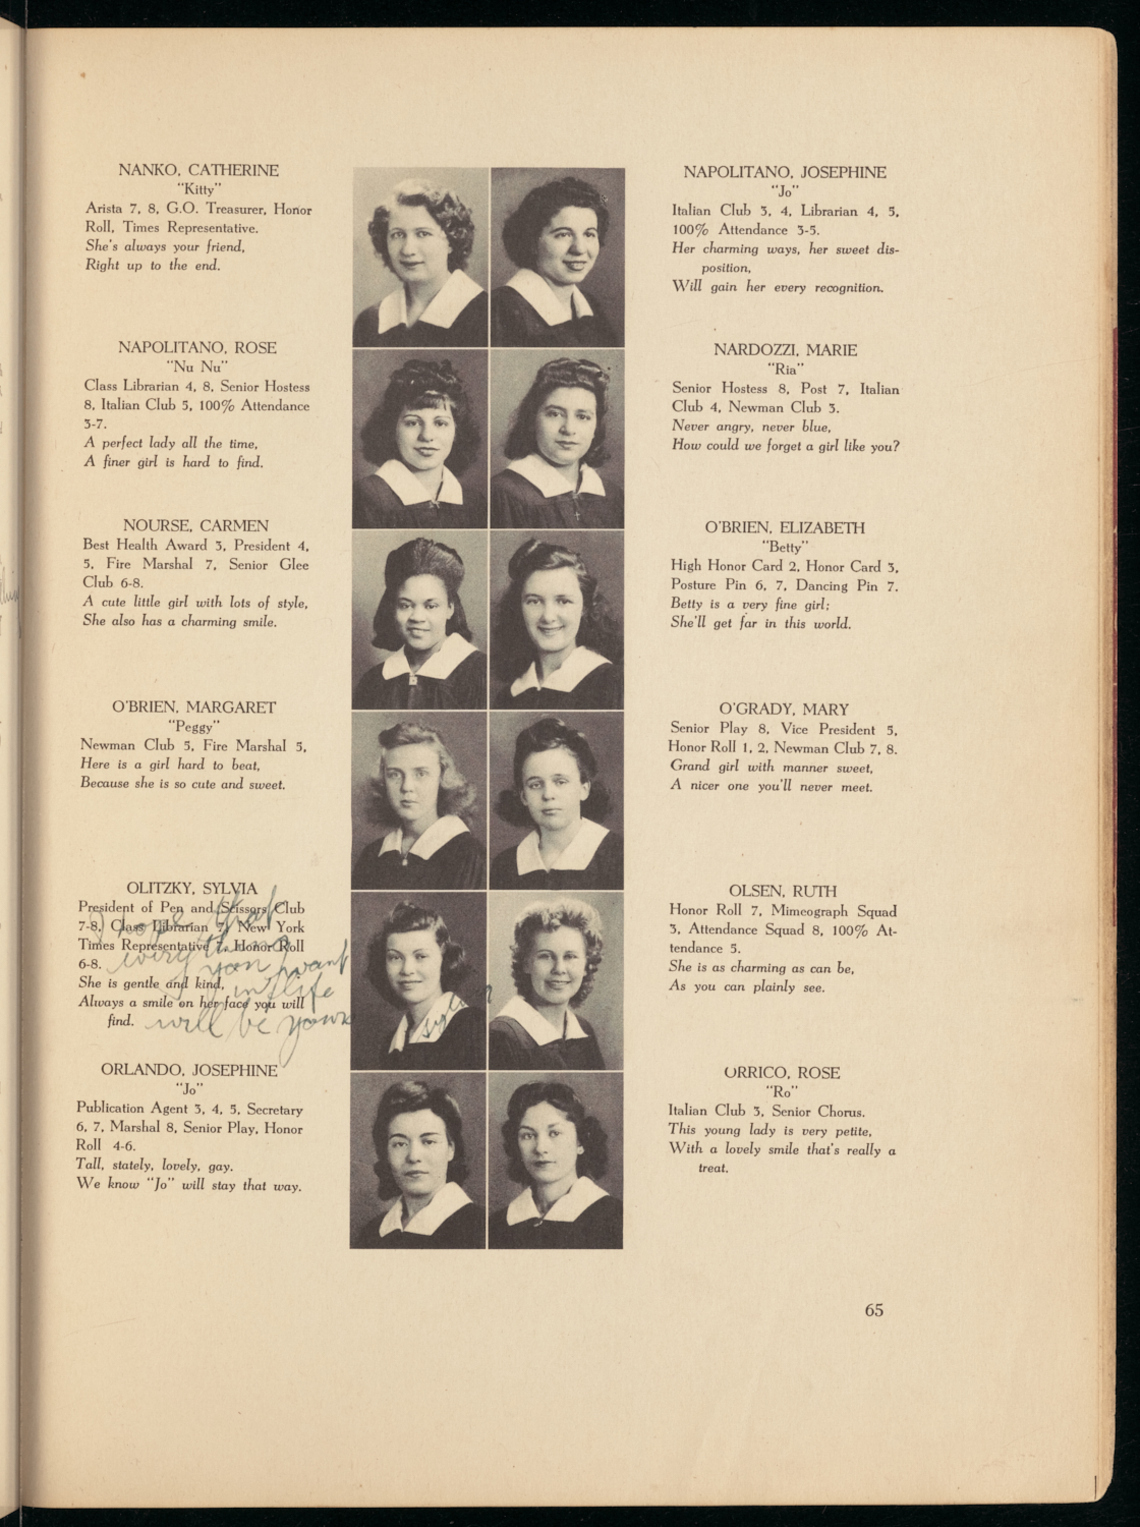 NANKO, CATHERINE
"Kitty"
Arista 7, 8, G.O. Treasurer, Honor
Roll, Times Representative.
She's always your friend,
Right up to the end.
NAPOLITANO, JOSEPHINE
"Jo"
Italian Club 3, 4, Librarian 4, 5,
100% Attendance 3-5.
Her charming ways, her sweet dis-
position,
Will gain her every recognition.
NAPOLITANO, ROSE
"Nu Nu"
Class Librarian 4, 8, Senior Hostess
8, Italian Club 5, 100% Attendance
3-7.
A perfect lady all the time,
A finer girl is hard to find.
NARDOZZI, MARIE
"Ria"
Senior Hostess 8, Post 7, Italian
Club 4, Newman Club 3.
Never angry, never blue,
How could we forget a girl like you?
NOURSE, CARMEN
Best Health Award 3, President 4,
5, Fire Marshal 7, Senior Glee
Club 6-8.
A cute little girl with lots of style,
She also has a charming smile.
O'BRIEN, ELIZABETH
"Betty"
High Honor Card 2, Honor Card 3,
Posture Pin 6, 7, Dancing Pin 7.
Betty is a very fine girl;
She'll get far in this world.
O'BRIEN, MARGARET
"Peggy"
Newman Club 5, Fire Marshal 5,
Here is a girl hard to beat,
Because she is so cute and sweet.
O'GRADY, MARY
Senior Play 8, Vice President 5,
Honor Roll 1, 2, Newman Club 7, 8.
Grand girl with manner sweet,
A nicer one you'll never meet.
OLITZKY, SYLVIA
President of Pen and Scissors Club
7-8, Class Librarian 7, New York
Times Representative 7, Honor Roll
6-8.
She is gentle and kind,
Always a smile on her face you will
find.
I hope that
everything
you want
in life
will be yours
Sylvia
OLSEN, RUTH
Honor Roll 7, Mimeograph Squad
3, Attendance Squad 8, 100% At-
tendance 5.
She is as charming as can be,
As you can plainly see.
ORLANDO, JOSEPHINE
"Jo"
Publication Agent 3, 4, 5, Secretary
6, 7, Marshal 8, Senior Play, Honor
Roll 4-6.
Tall, stately, lovely, gay.
We know "Jo" will stay that way.
ORRICO, ROSE
"Ro"
Italian Club 3, Senior Chorus.
This young lady is very petite,
With a lovely smile that's really a
treat.
65